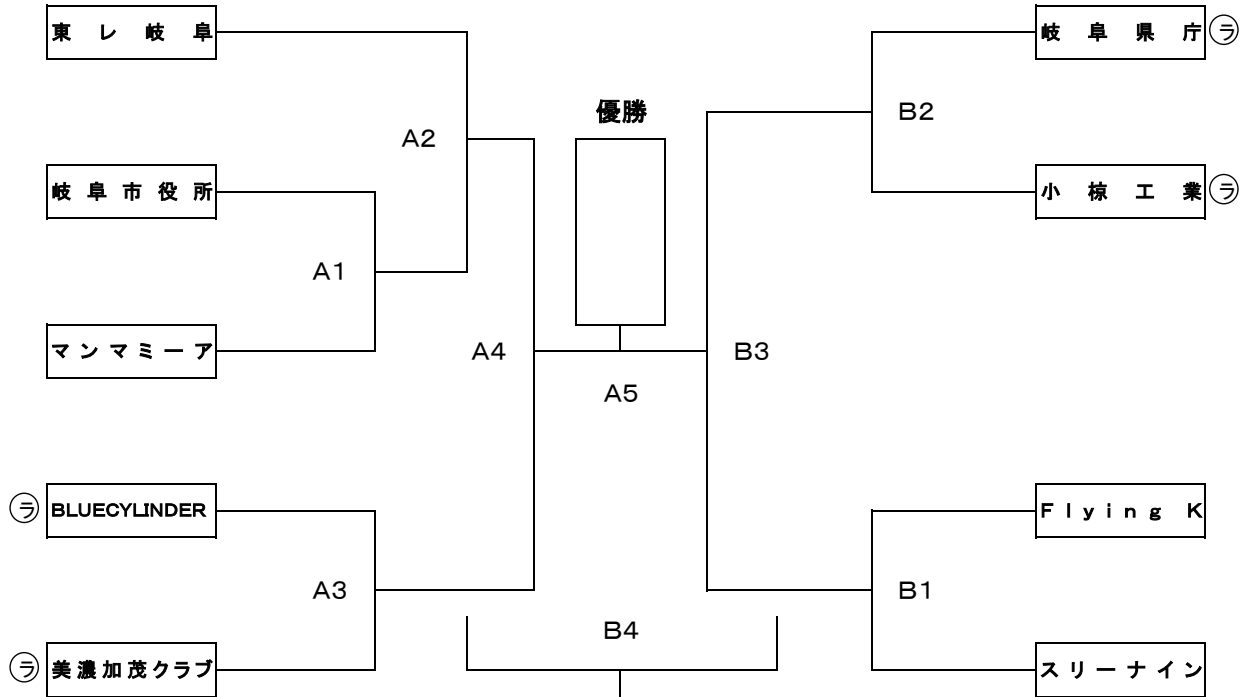 東レ岐阜
岐阜市役所
マンマミーア
ラ BLUECYLINDER
ラ 美濃加茂クラブ
A2
A1
A4
A3
優勝
A5
B4
B2
B3
B1
岐阜県庁 ラ
小椋工業 ラ
Flying K
スリーナイン